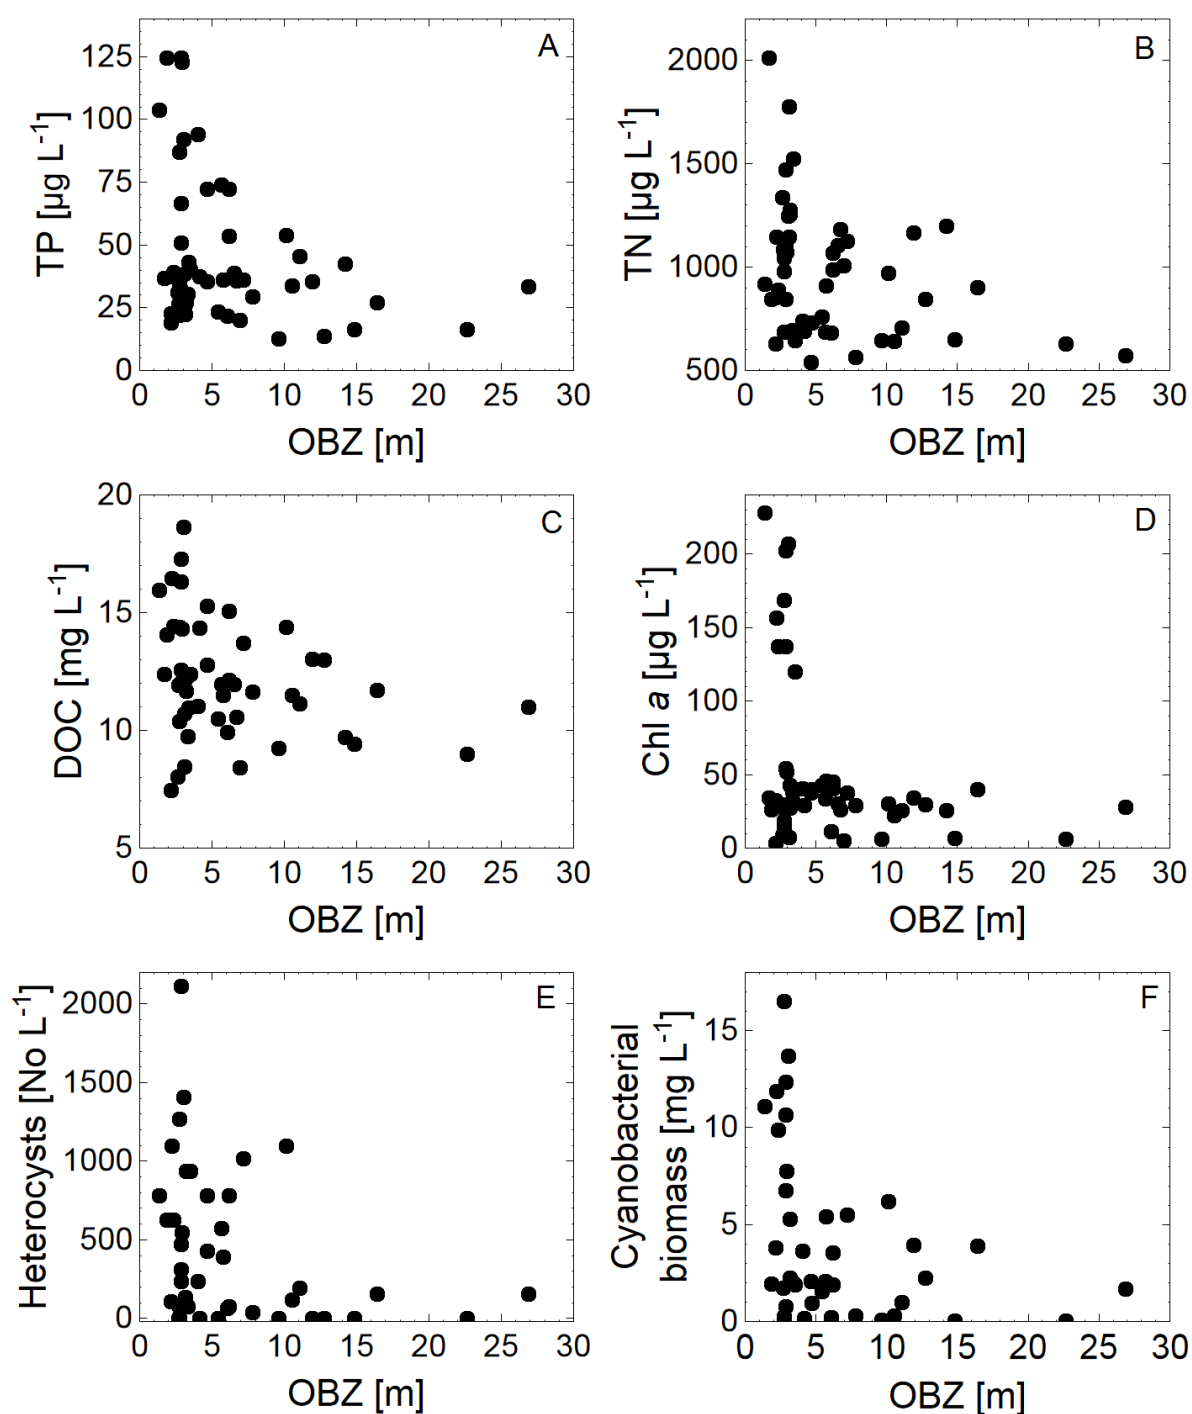 A
125
100
75
50
25
0
TP [µg L-1]
0 5 10 15 20 25 30
OBZ [m]
B
2000
1500
1000
500
TN [µg L-1]
0 5 10 15 20 25 30
OBZ [m]
C
20
15
10
5
DOC [mg L-1]
0 5 10 15 20 25 30
OBZ [m]
D
200
150
100
50
0
Chl a [µg L-1]
0 5 10 15 20 25 30
OBZ [m]
E
2000
1500
1000
500
0
Heterocysts [No L-1]
0 5 10 15 20 25 30
OBZ [m]
F
15
10
5
0
Cyanobacterial
biomass [mg L-1]
0 5 10 15 20 25 30
OBZ [m]